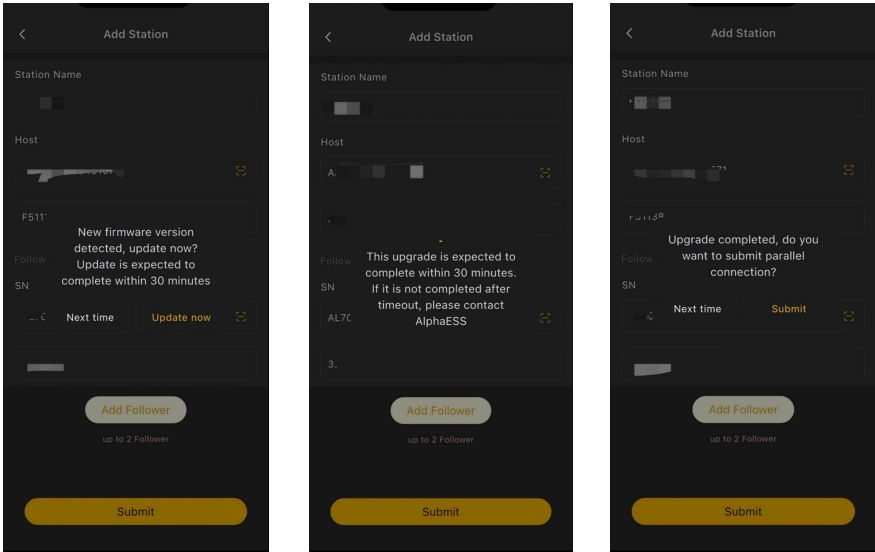 Add Station
Station Name
Host
F511'
New firmware version
detected, update now?
Update is expected to
complete within 30 minutes
Follow
SN
Next time
Update now
Add Follower
up to 2 Follower
Submit
Add Station
Station Name
Host
A.
Follow
This upgrade is expected to
complete within 30 minutes.
If it is not completed after
timeout, please contact
AlphaESS
SN
AL7C
3.
Add Follower
up to 2 Follower
Submit
Add Station
Station Name
Host
Upgrade completed, do you
want to submit parallel
connection?
Follow
SN
Next time
Submit
Add Follower
up to 2 Follower
Submit